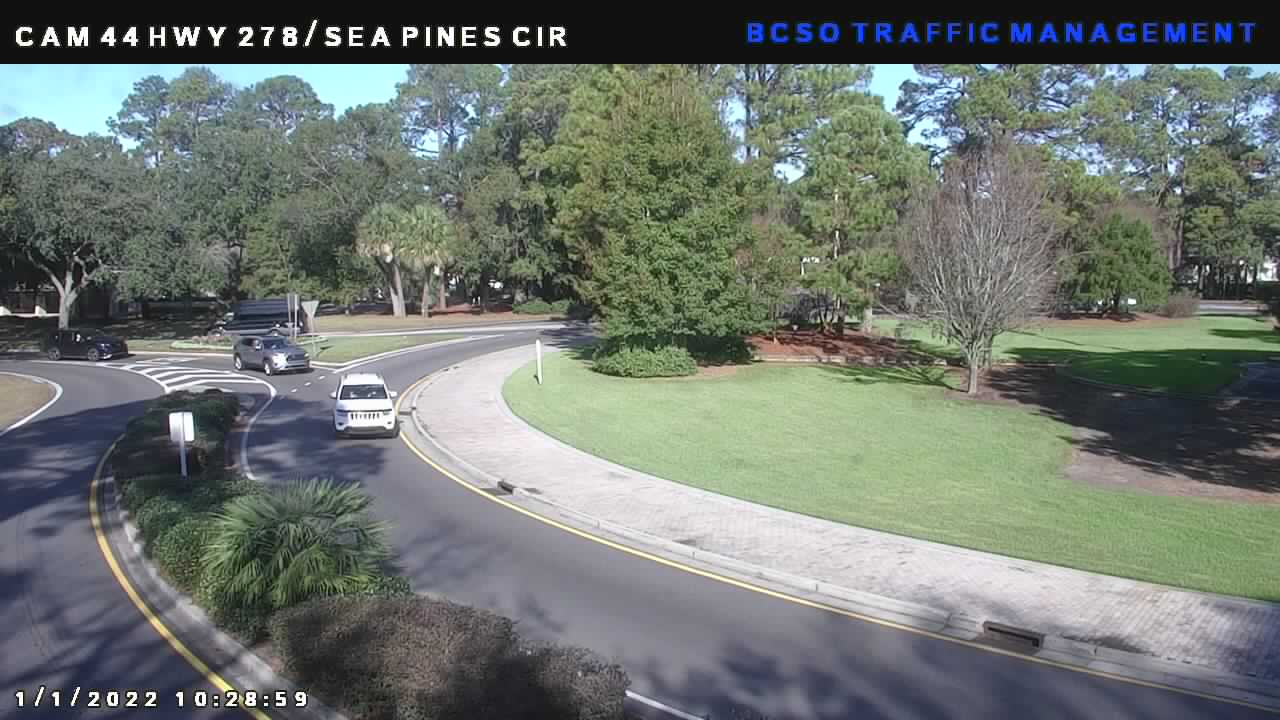 CAM 44 HWY 278/SEA PINES CIR
BCSO TRAFFIC MANAGEMENT
1/1/2022 10:28:59